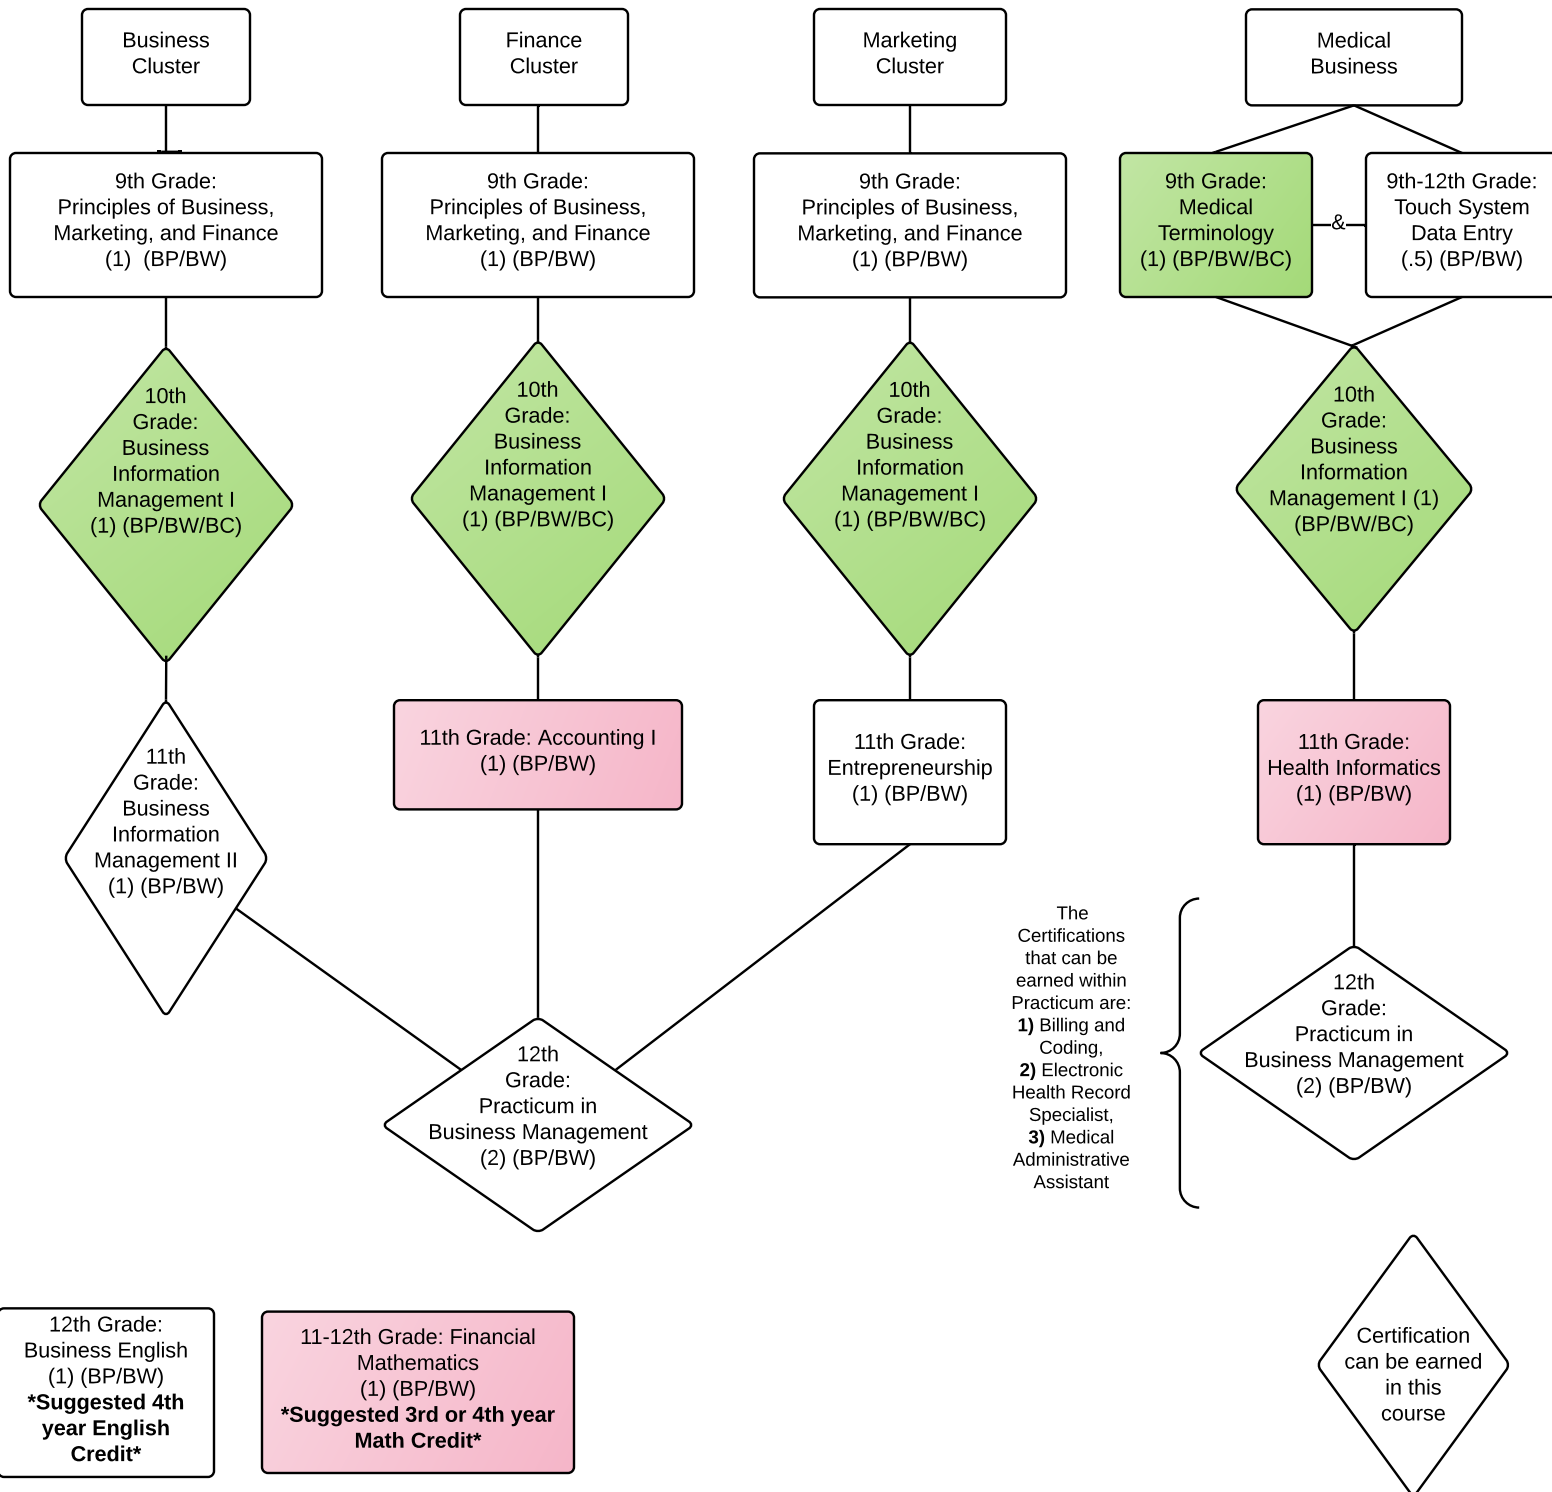 Business
Cluster
Finance
Cluster
Marketing
Cluster
Medical
Business
9th Grade:
Principles of Business,
Marketing, and Finance
(1)  (BP/BW)
9th Grade:
Principles of Business,
Marketing, and Finance
(1) (BP/BW)
9th Grade:
Principles of Business,
Marketing, and Finance
(1) (BP/BW)
9th Grade:
Medical
Terminology
(1) (BP/BW/BC)
&
9th-12th Grade:
Touch System
Data Entry
(.5) (BP/BW)
10th
Grade:
Business
Information
Management I
(1) (BP/BW/BC)
10th
Grade:
Business
Information
Management I
(1) (BP/BW/BC)
10th
Grade:
Business
Information
Management I
(1) (BP/BW/BC)
10th
Grade:
Business
Information
Management I (1)
(BP/BW/BC)
11th
Grade:
Business
Information
Management II
(1) (BP/BW)
11th Grade: Accounting I
(1) (BP/BW)
11th Grade:
Entrepreneurship
(1) (BP/BW)
11th Grade:
Health Informatics
(1) (BP/BW)
12th
Grade:
Practicum in
Business Management
(2) (BP/BW)
The
Certifications
that can be
earned within
Practicum are:
1) Billing and
Coding,
2) Electronic
Health Record
Specialist,
3) Medical
Administrative
Assistant
12th
Grade:
Practicum in
Business Management
(2) (BP/BW)
12th Grade:
Business English
(1) (BP/BW)
*Suggested 4th
year English
Credit*
11-12th Grade: Financial
Mathematics
(1) (BP/BW)
*Suggested 3rd or 4th year
Math Credit*
Certification
can be earned
in this
course